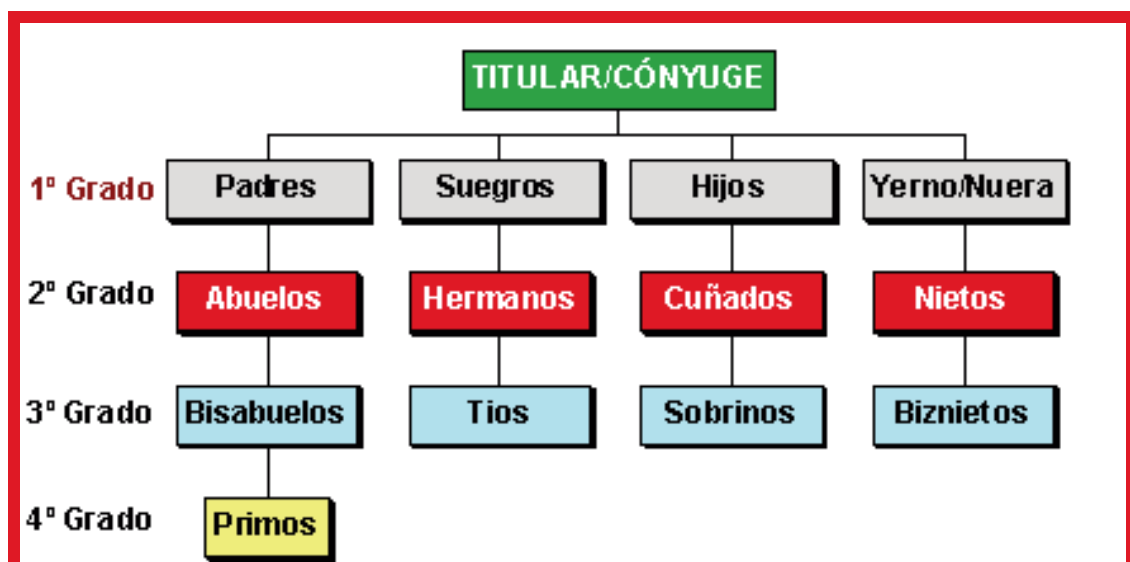 TITULAR/CÓNYUGE
1º Grado Padres Suegros Hijos Yerno/Nuera
2º Grado Abuelos Hermanos Cuñados Nietos
3º Grado Bisabuelos Tios Sobrinos Biznietos
4º Grado Primos